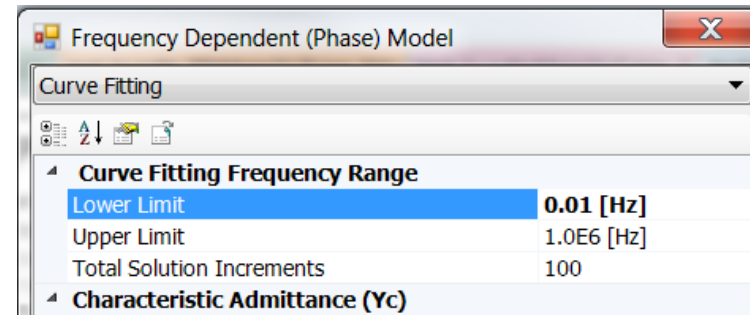 Frequency Dependent (Phase) Model
Curve Fitting
Curve Fitting Frequency Range
Lower Limit 0.01 [Hz]
Upper Limit 1.0E6 [Hz]
Total Solution Increments 100
Characteristic Admittance (Yc)